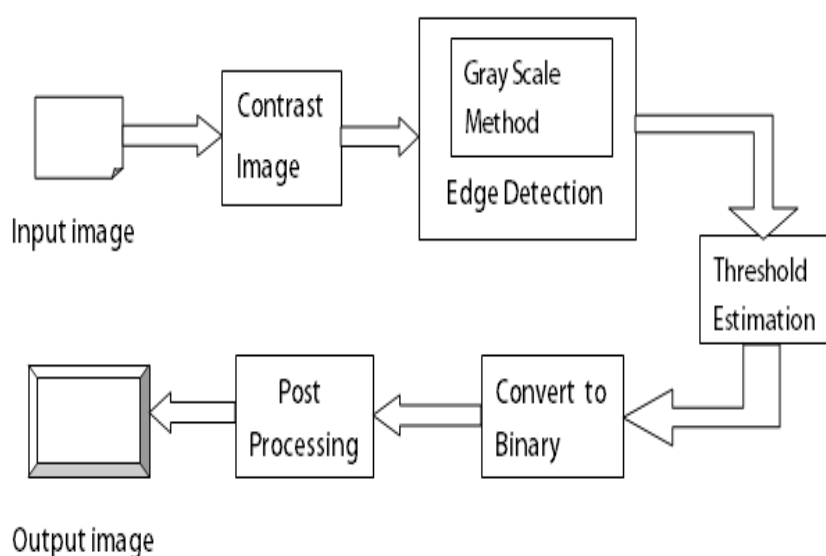 Input image
Contrast
Image
Gray Scale
Method
Edge Detection
Threshold
Estimation
Convert to
Binary
Post
Processing
Output image